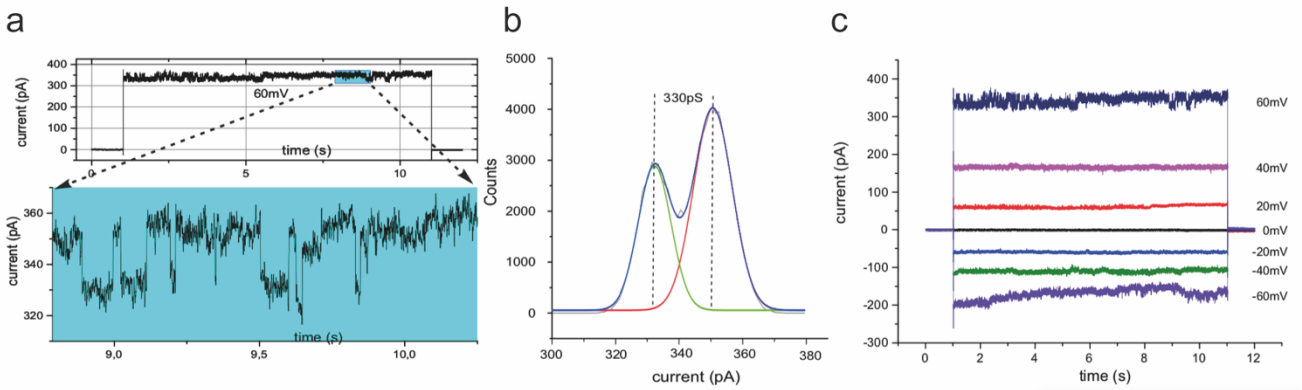 a
b
c
400
350
300
200
100
0
current (pA)
60mV
time (s)
0
5
10
360
340
320
current (pA)
time (s)
9,0
9,5
10,0
5000
4000
3000
2000
1000
0
Counts
330pS
300
320
340
360
380
current (pA)
400
300
200
100
0
-100
-200
-300
current (pA)
60mV
40mV
20mV
0mV
-20mV
-40mV
-60mV
0
2
4
6
8
10
12
time (s)